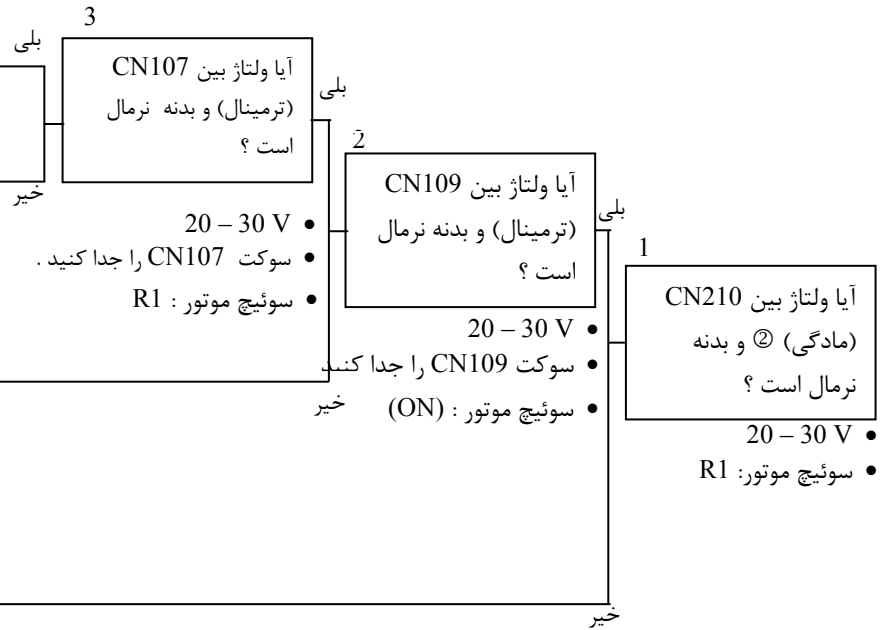 1
آیا ولتاژ بین CN210
(مادگی) ② و بدنه
نرمال است ؟
20 – 30 V
سوئیچ موتور: R1
بلی
خیر
2
آیا ولتاژ بین CN109
(ترمینال) و بدنه نرمال
است ؟
20 – 30 V
سوکت CN109 را جدا کنید
سوئیچ موتور : (ON)
بلی
خیر
3
آیا ولتاژ بین CN107
(ترمینال) و بدنه نرمال
است ؟
20 – 30 V
سوکت CN107 را جدا کنید .
سوئیچ موتور : R1
بلی
خیر